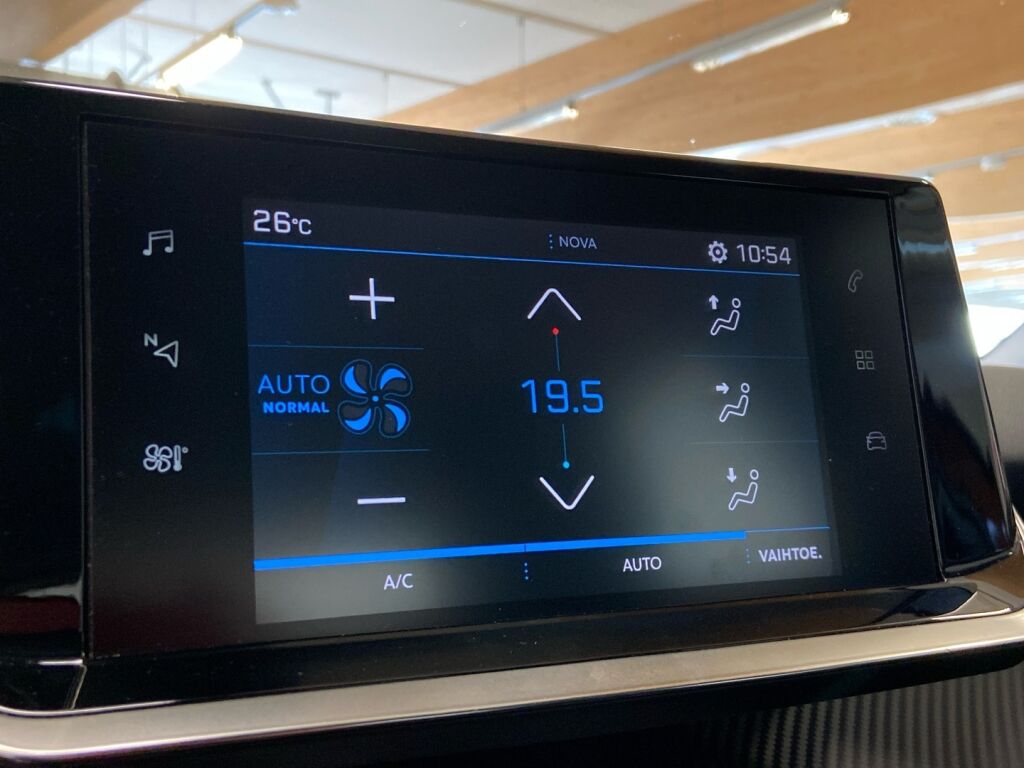 26°C
NOVA
10:54
N
AUTO
NORMAL
19.5
A/C
AUTO
VAIHTOE.